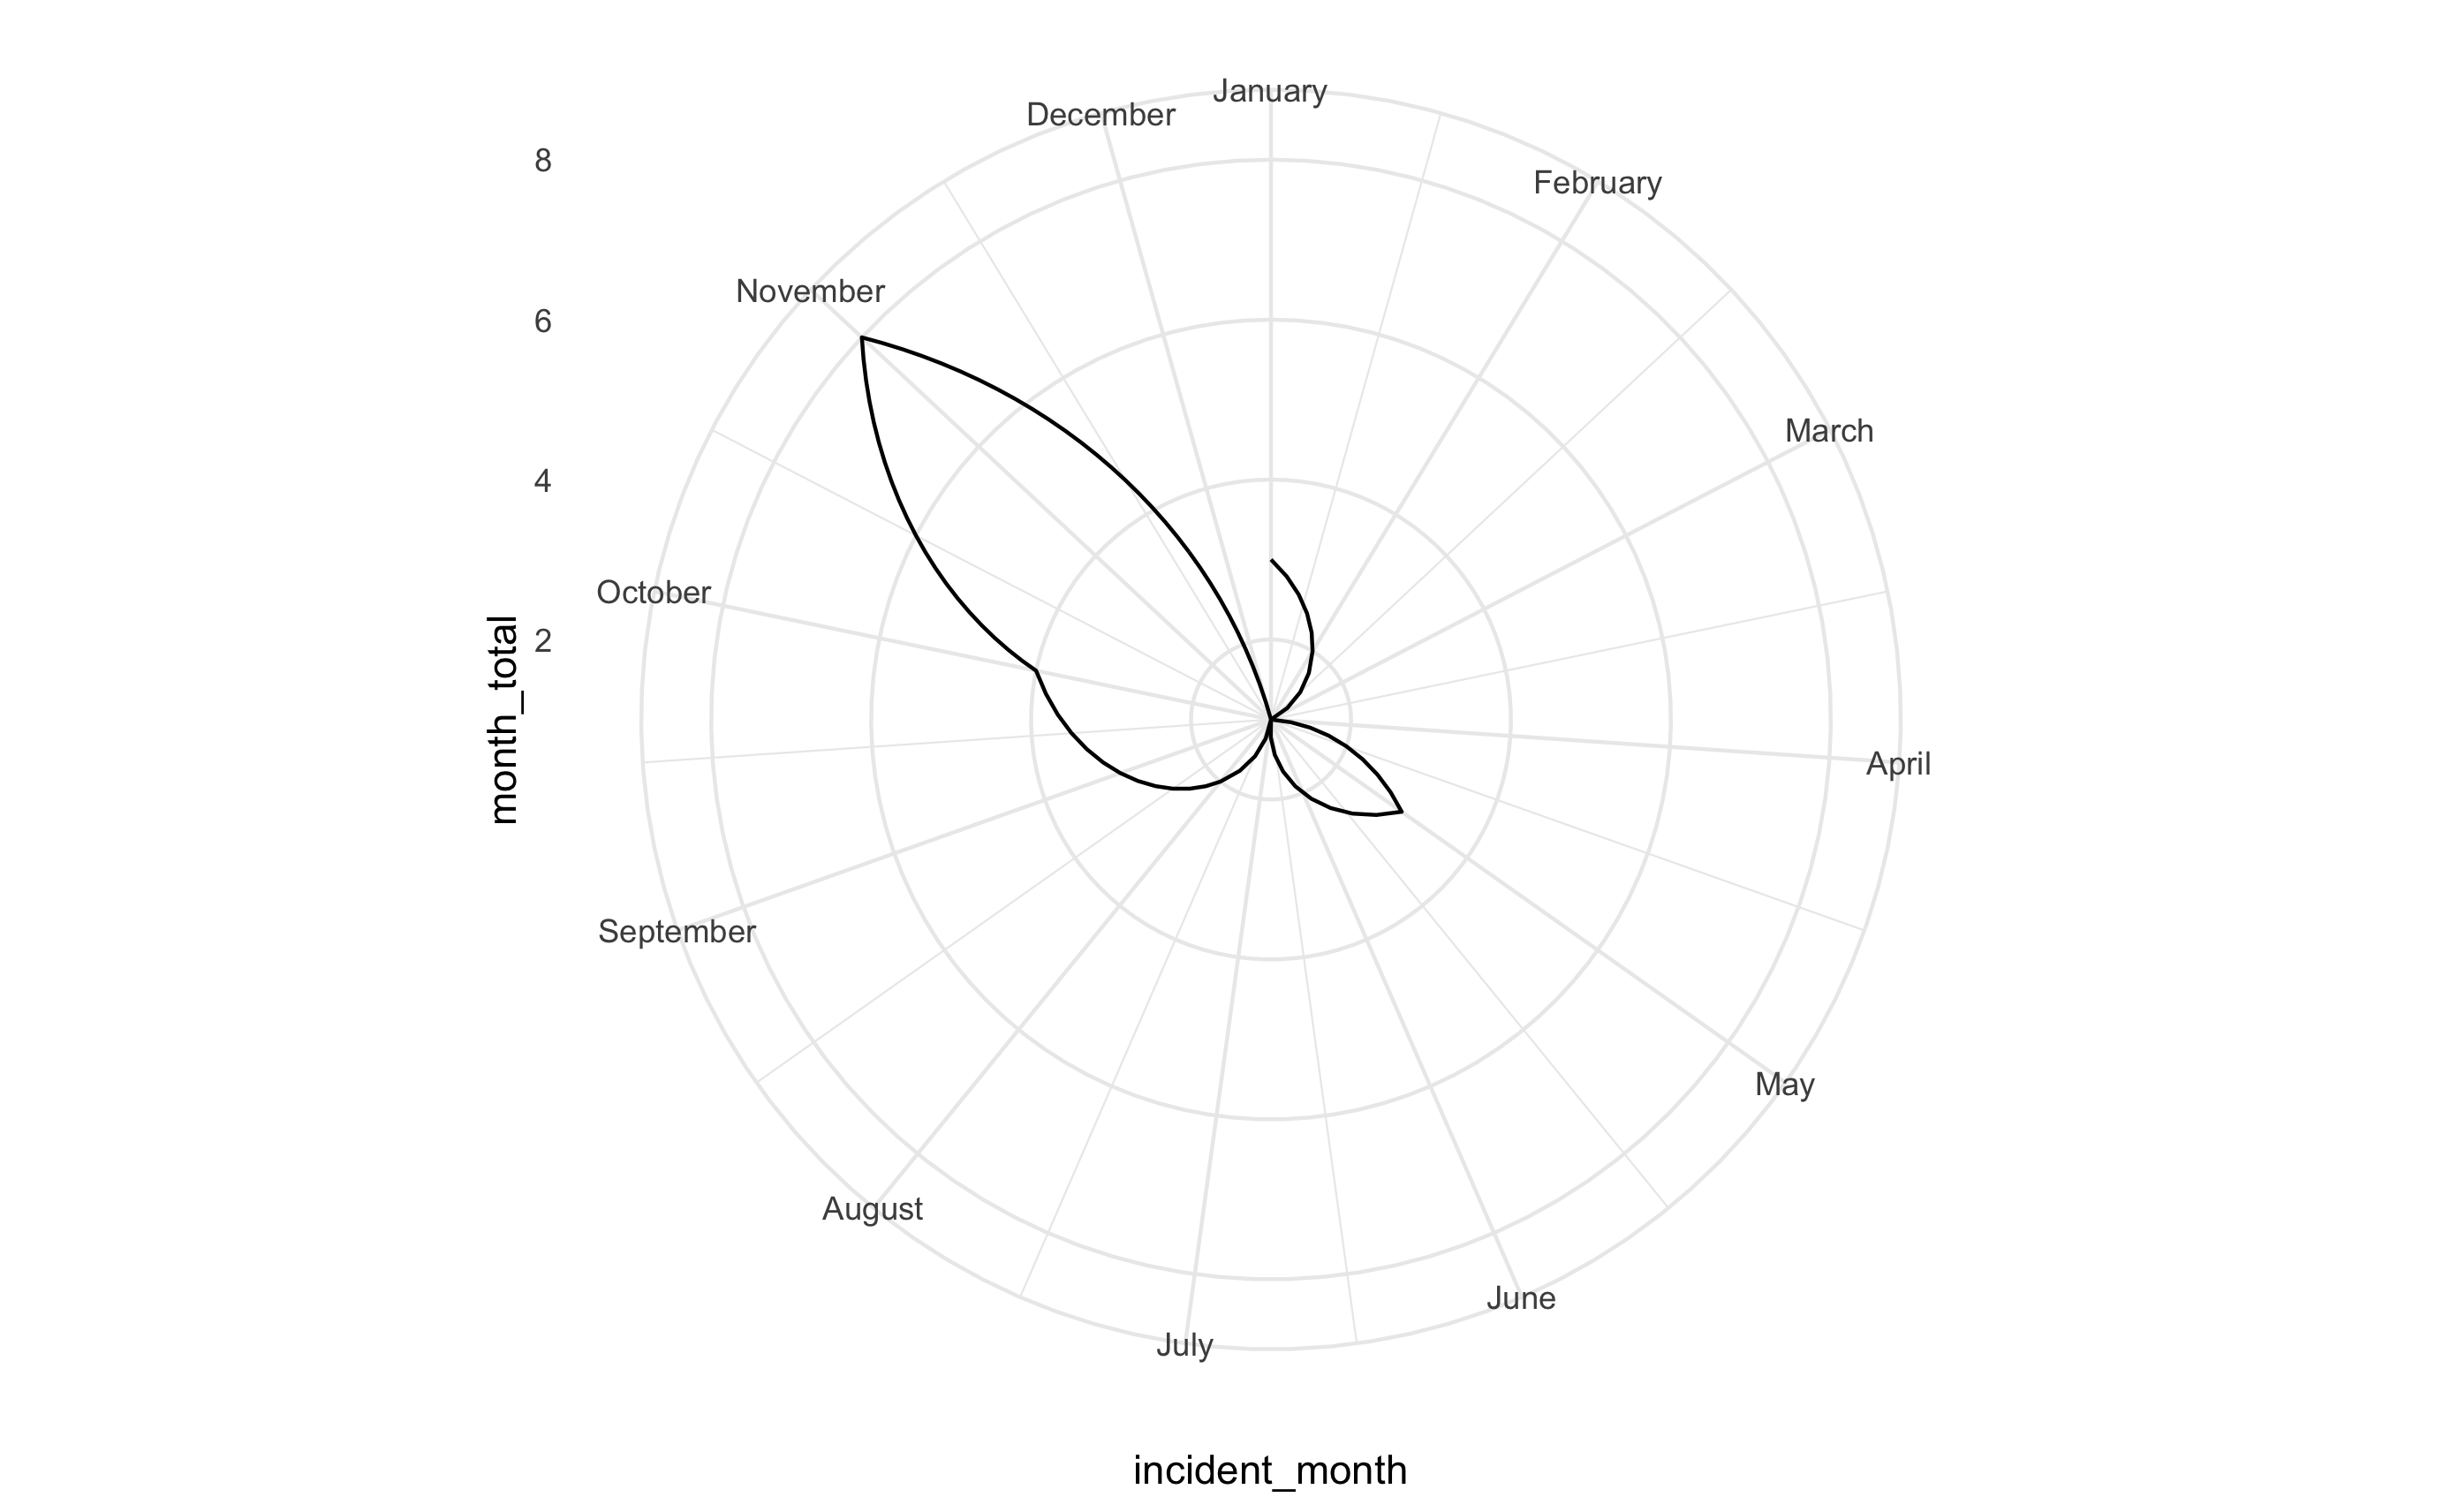 January
December
8
February
November
6
March
4
October
2
month_total
April
September
May
August
June
July
incident_month